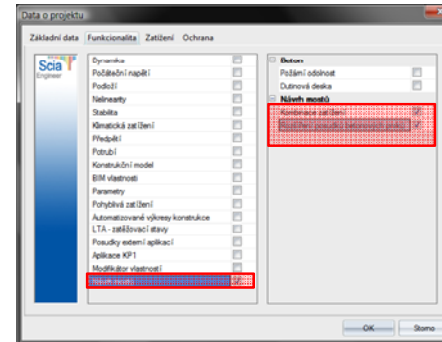 Data o projektu
Základní data Funkcionalita Zatížení Ochrana
Scia
Engineer
Dynamika
Počáteční napětí
Podloží
Nelinearity
Stabilita
Klimatická zatížení
Předpětí
Potrubí
Konstrukční model
BIM vlastnosti
Parametry
Pohyblivá zatížení
Automatizované výkresy konstrukce
LTA - zatěžovací stavy
Posudky externí aplikací
Aplikace KP1
Modifikátor vlastností
Návrh mostů
Beton
Požární odolnost
Dutinová deska
Návrh mostů
Kombinace zatížení
OK Storno